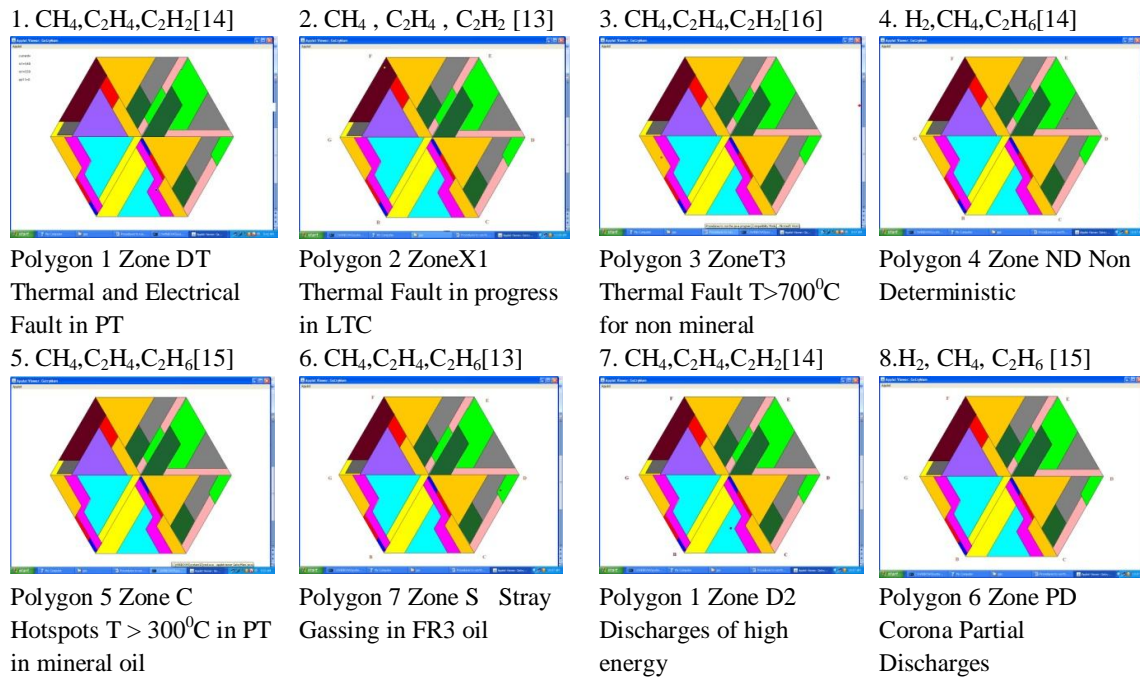 1. CH₄,C₂H₄,C₂H₂[14]
2. CH₄ , C₂H₄ , C₂H₂ [13]
3. CH₄,C₂H₄,C₂H₂[16]
4. H₂,CH₄,C₂H₆[14]
Polygon 1 Zone DT
Thermal and Electrical
Fault in PT
Polygon 2 ZoneX1
Thermal Fault in progress
in LTC
Polygon 3 ZoneT3
Thermal Fault T>700⁰C
for non mineral
Polygon 4 Zone ND Non
Deterministic
5. CH₄,C₂H₄,C₂H₆[15]
6. CH₄,C₂H₄,C₂H₆[13]
7. CH₄,C₂H₄,C₂H₂[14]
8.H₂, CH₄, C₂H₆ [15]
Polygon 5 Zone C
Hotspots T > 300⁰C in PT
in mineral oil
Polygon 7 Zone S Stray
Gassing in FR3 oil
Polygon 1 Zone D2
Discharges of high
energy
Polygon 6 Zone PD
Corona Partial
Discharges